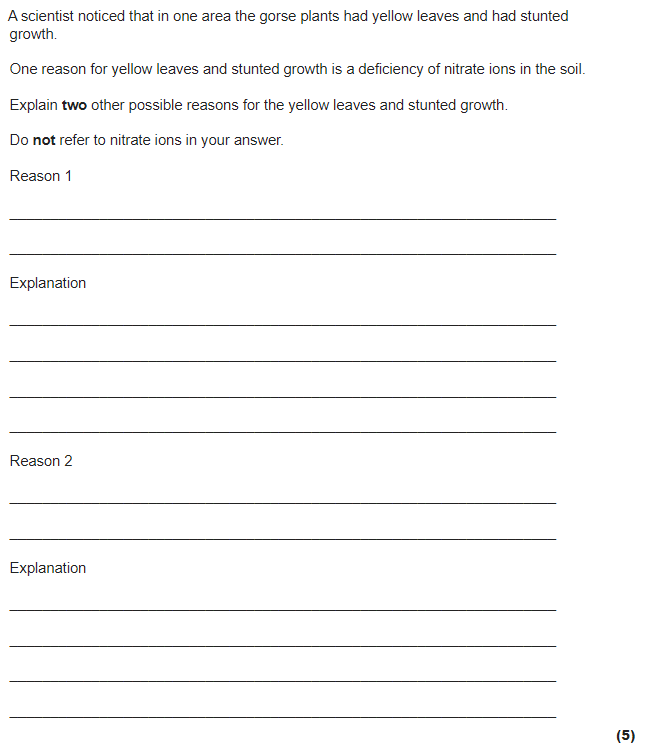 A scientist noticed that in one area the gorse plants had yellow leaves and had stunted
growth.
One reason for yellow leaves and stunted growth is a deficiency of nitrate ions in the soil.
Explain two other possible reasons for the yellow leaves and stunted growth.
Do not refer to nitrate ions in your answer.
Reason 1
Explanation
Reason 2
Explanation
(5)